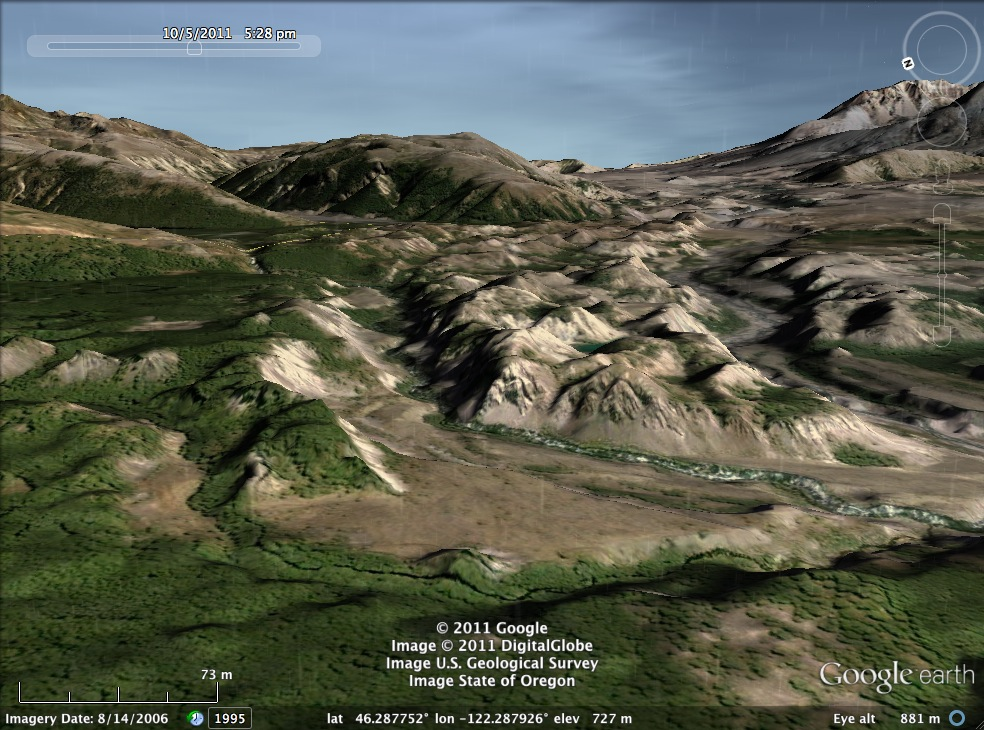 10/5/2011 5:28 pm
N
© 2011 Google
Image © 2011 DigitalGlobe
Image U.S. Geological Survey
Image State of Oregon
73 m
Google earth
Imagery Date: 8/14/2006 1995 lat 46.287752° lon -122.287926° elev 727 m Eye alt 881 m